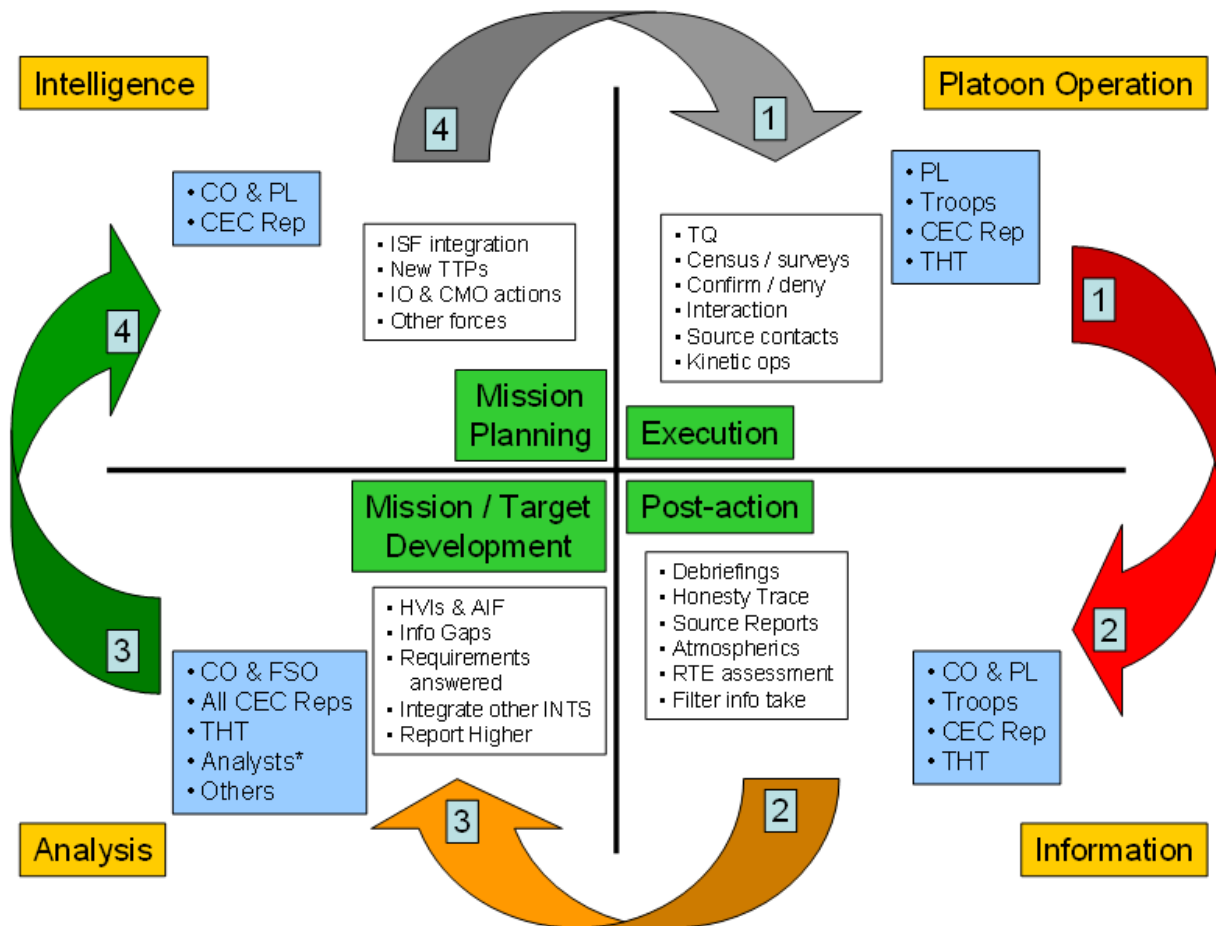 Intelligence
4
1
Platoon Operation
• CO & PL
• CEC Rep
▪ ISF integration
▪ New TTPs
▪ IO & CMO actions
▪ Other forces
▪ TQ
▪ Census / surveys
▪ Confirm / deny
▪ Interaction
▪ Source contacts
▪ Kinetic ops
• PL
• Troops
• CEC Rep
• THT
4
1
Mission
Planning
Execution
Mission / Target
Development
Post-action
3
▪ HVIs & AIF
▪ Info Gaps
▪ Requirements
answered
▪ Integrate other INTS
▪ Report Higher
▪ Debriefings
▪ Honesty Trace
▪ Source Reports
▪ Atmospherics
▪ RTE assessment
▪ Filter info take
2
• CO & FSO
• All CEC Reps
• THT
• Analysts*
• Others
• CO & PL
• Troops
• CEC Rep
• THT
3
2
Analysis
Information